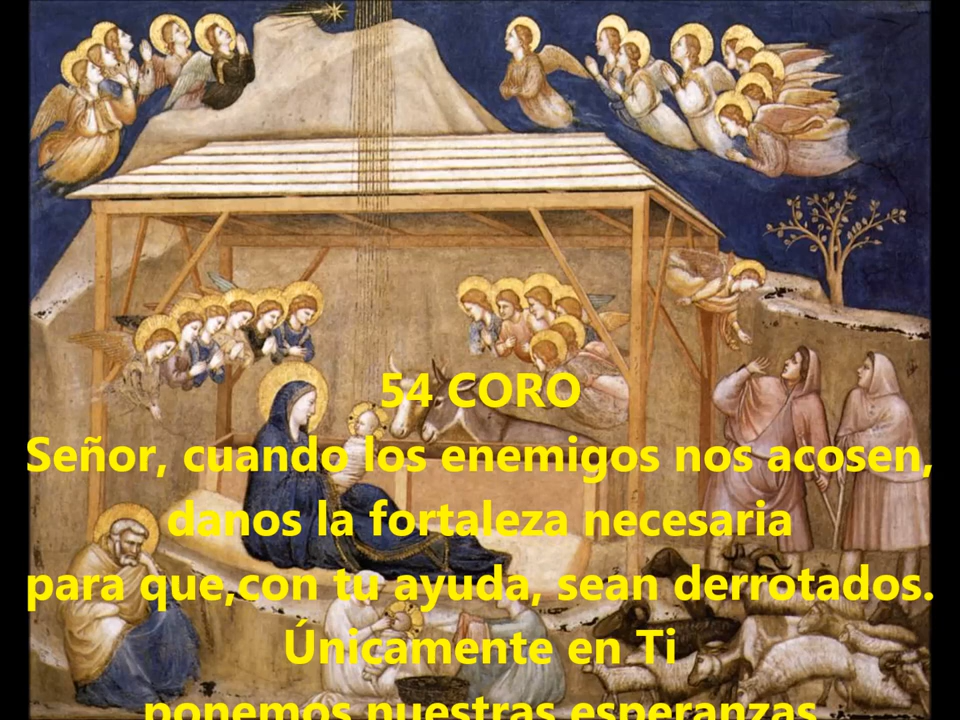 54 CORO
Señor, cuando los enemigos nos acosen,
danos la fortaleza necesaria
para que,con tu ayuda, sean derrotados.
Únicamente en Ti
ponemos nuestras esperanzas